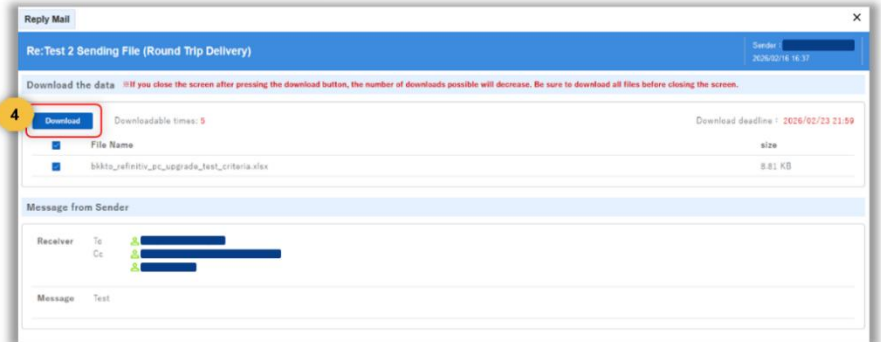 Reply Mail ×
Re:Test 2 Sending File (Round Trip Delivery)
Sender :
2026/02/16 16:37
Download the data ※If you close the screen after pressing the download button, the number of downloads possible will decrease. Be sure to download all files before closing the screen.
4
Download Downloadable times: 5 Download deadline : 2026/02/23 21:59
File Name size
bkkto_refinitiv_pc_upgrade_test_criteria.xlsx 8.81 KB
Message from Sender
Receiver To
Cc
Message Test